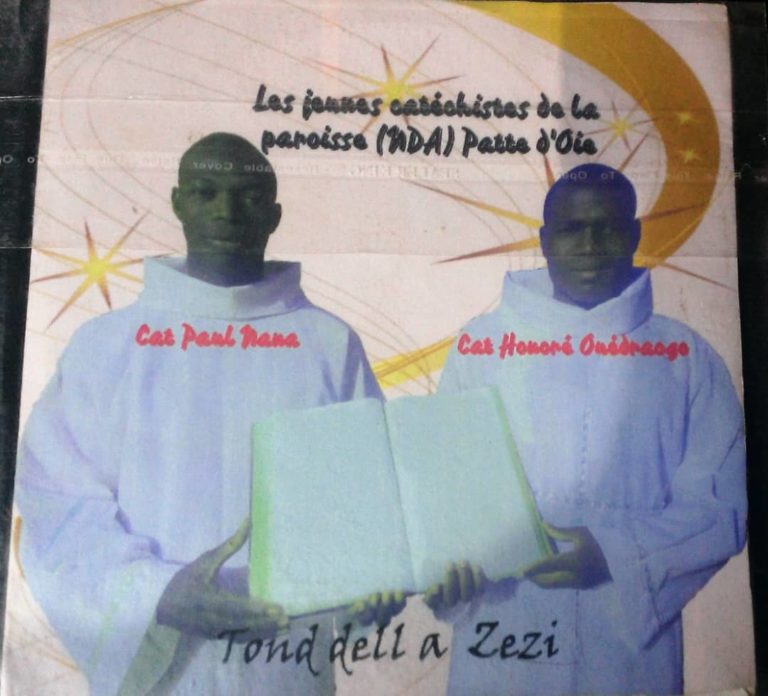 Les jeunes catéchistes de la
paroisse (NDA) Patte d'Oie
Cat Paul Nana
Cat Honoré Ouédraogo
Tond dell a Zezi